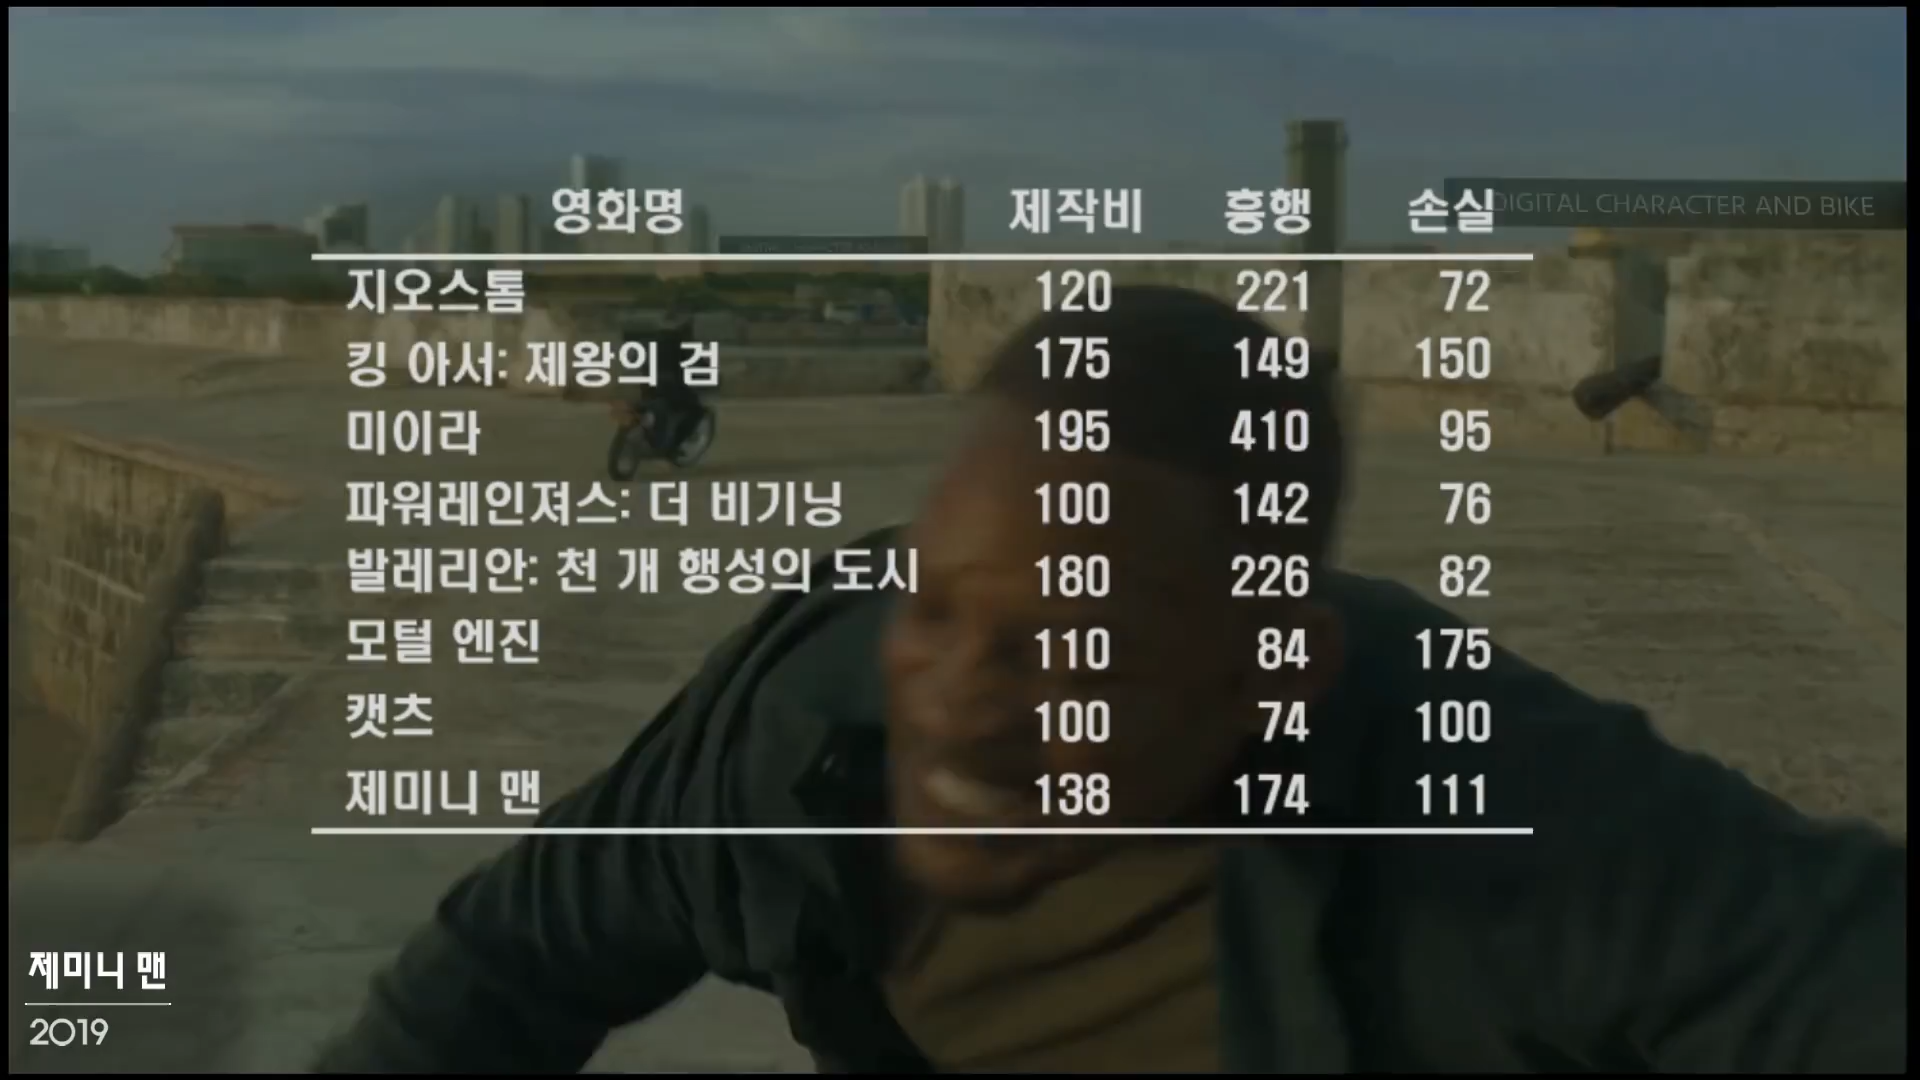 영화명 제작비 흥행 손실
DIGITAL CHARACTER AND BIKE
지오스톰 120 221 72
킹 아서: 제왕의 검 175 149 150
미이라 195 410 95
파워레인져스: 더 비기닝 100 142 76
발레리안: 천 개 행성의 도시 180 226 82
모털 엔진 110 84 175
캣츠 100 74 100
제미니 맨 138 174 111
제미니 맨
2019